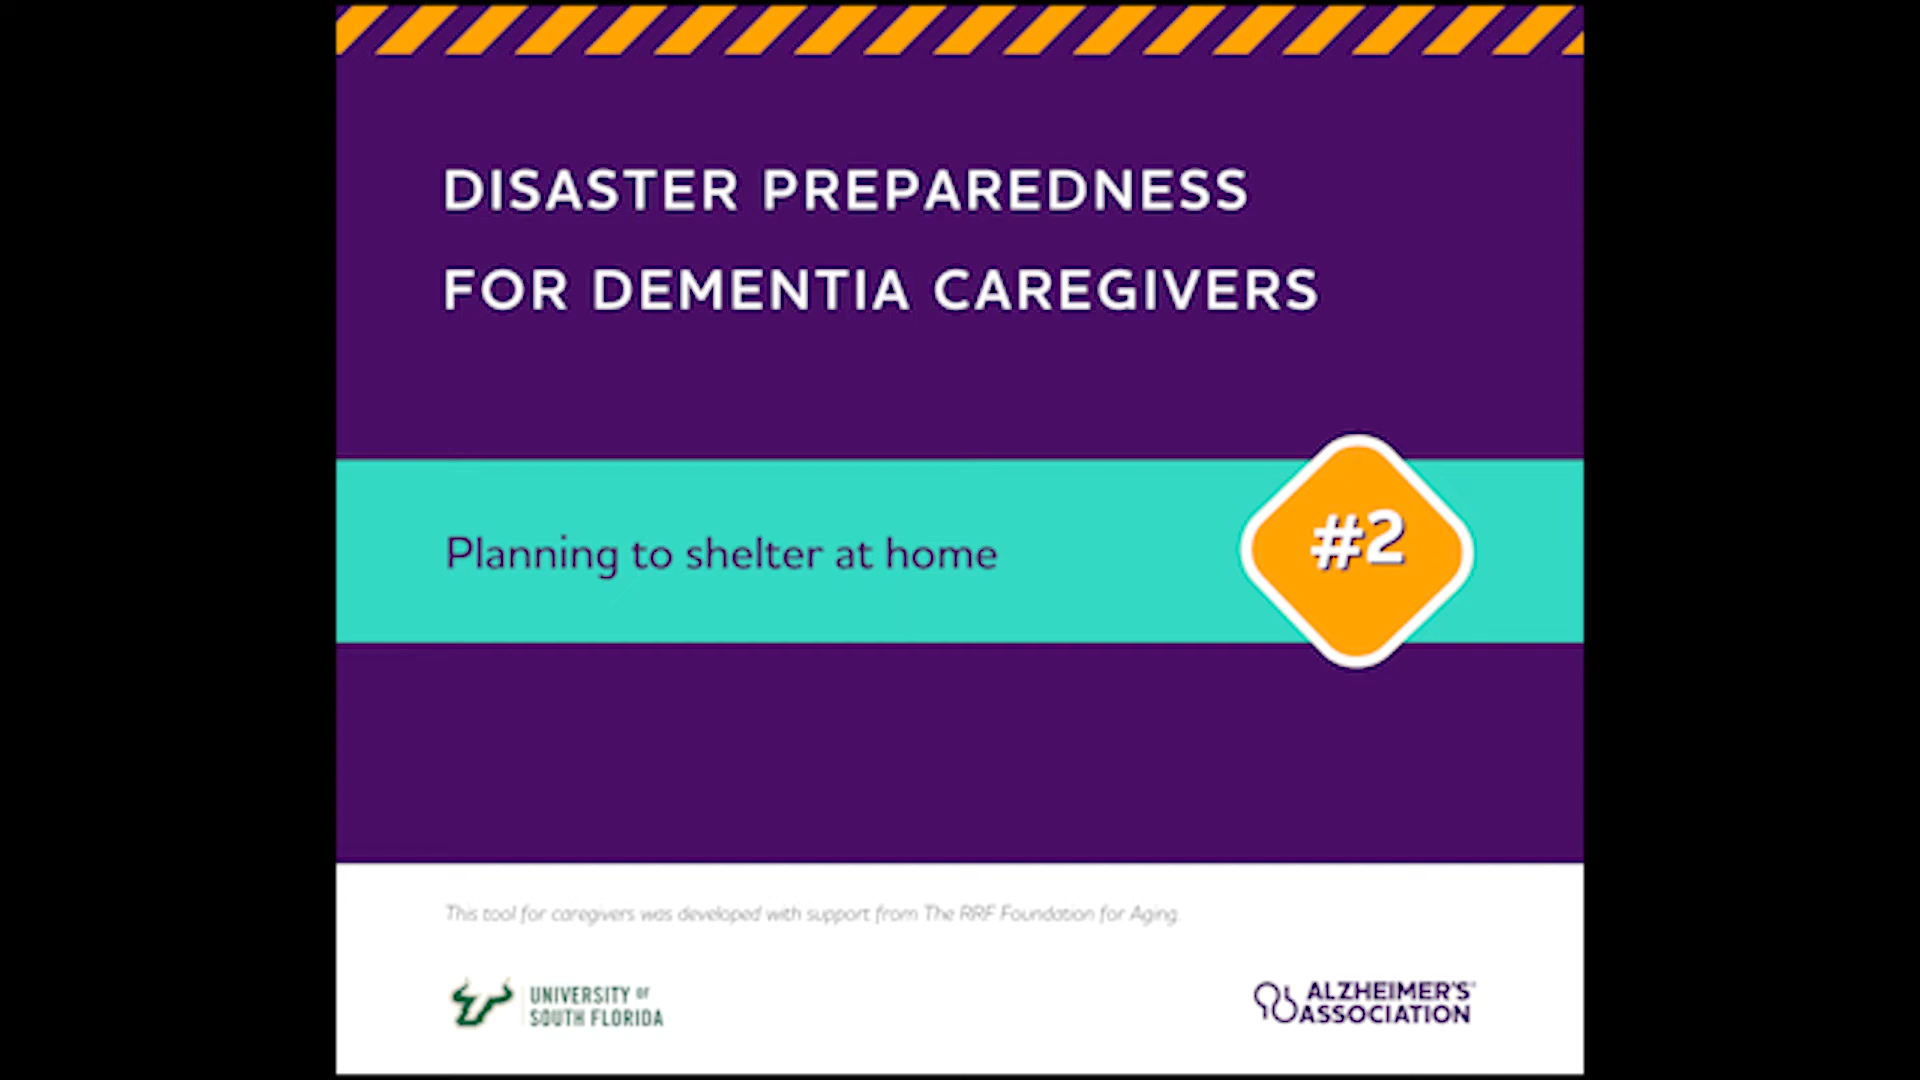 DISASTER PREPAREDNESS
FOR DEMENTIA CAREGIVERS
Planning to shelter at home
#2
This tool for caregivers was developed with support from The RRF Foundation for Aging.
UNIVERSITY OF
SOUTH FLORIDA
ALZHEIMER'S
ASSOCIATION